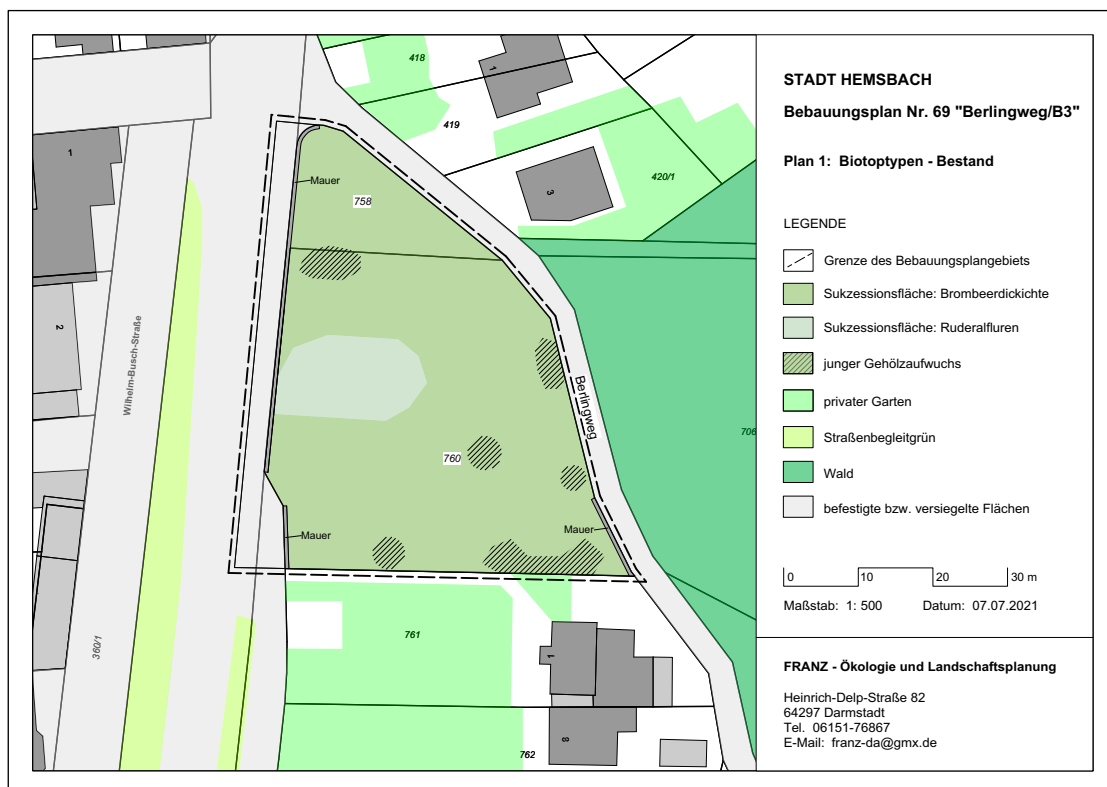 418
1
419
420/1
3
1
Mauer
758
2
Wilhelm-Busch-Straße
Berlingweg
706
760
Mauer
Mauer
360/1
761
1
762
8
STADT HEMSBACH
Bebauungsplan Nr. 69 "Berlingweg/B3"
Plan 1: Biotoptypen - Bestand
LEGENDE
Grenze des Bebauungsplangebiets
Sukzessionsfläche: Brombeerdickichte
Sukzessionsfläche: Ruderalfluren
junger Gehölzaufwuchs
privater Garten
Straßenbegleitgrün
Wald
befestigte bzw. versiegelte Flächen
0 10 20 30 m
Maßstab: 1: 500 Datum: 07.07.2021
FRANZ - Ökologie und Landschaftsplanung
Heinrich-Delp-Straße 82
64297 Darmstadt
Tel. 06151-76867
E-Mail: franz-da@gmx.de